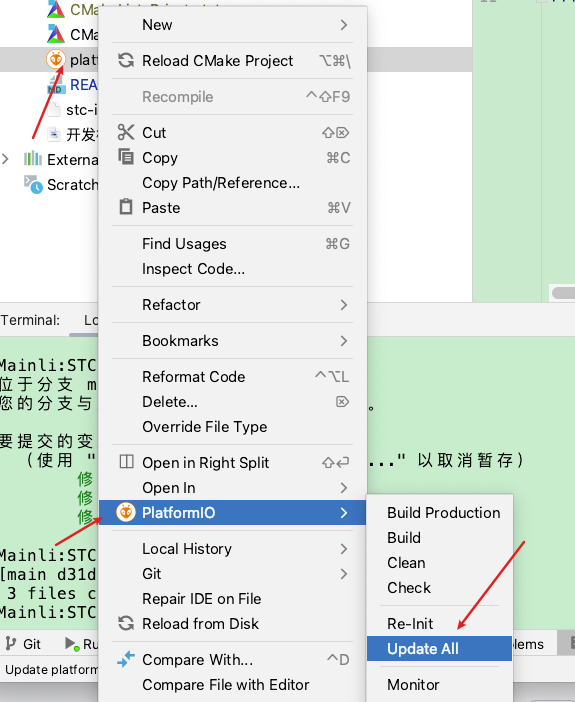 CMa
plat
REA
stc-i
开发
Externa
Scratch
New
Reload CMake Project ⌥⌘\
Recompile ^⇧F9
Cut ⇧⌦
Copy ⌘C
Copy Path/Reference...
Paste ⌘V
Find Usages ⌘G
Inspect Code...
Refactor
Bookmarks
Reformat Code ^⌥L
Delete... ⌦
Override File Type
Open in Right Split ⇧⏎
Open In
PlatformIO
Local History
Git
Repair IDE on File
Reload from Disk
Compare With... ^D
Compare File with Editor
Build Production
Build
Clean
Check
Re-Init
Update All
Monitor
Terminal: Lo
Mainli:STC
位于分支 m
您的分支与 。
要提交的变
（使用 " ..." 以取消暂存）
修
修
修
Mainli:STC
[main d31d
3 files c
Mainli:STC
Git Ru lems
Update platform